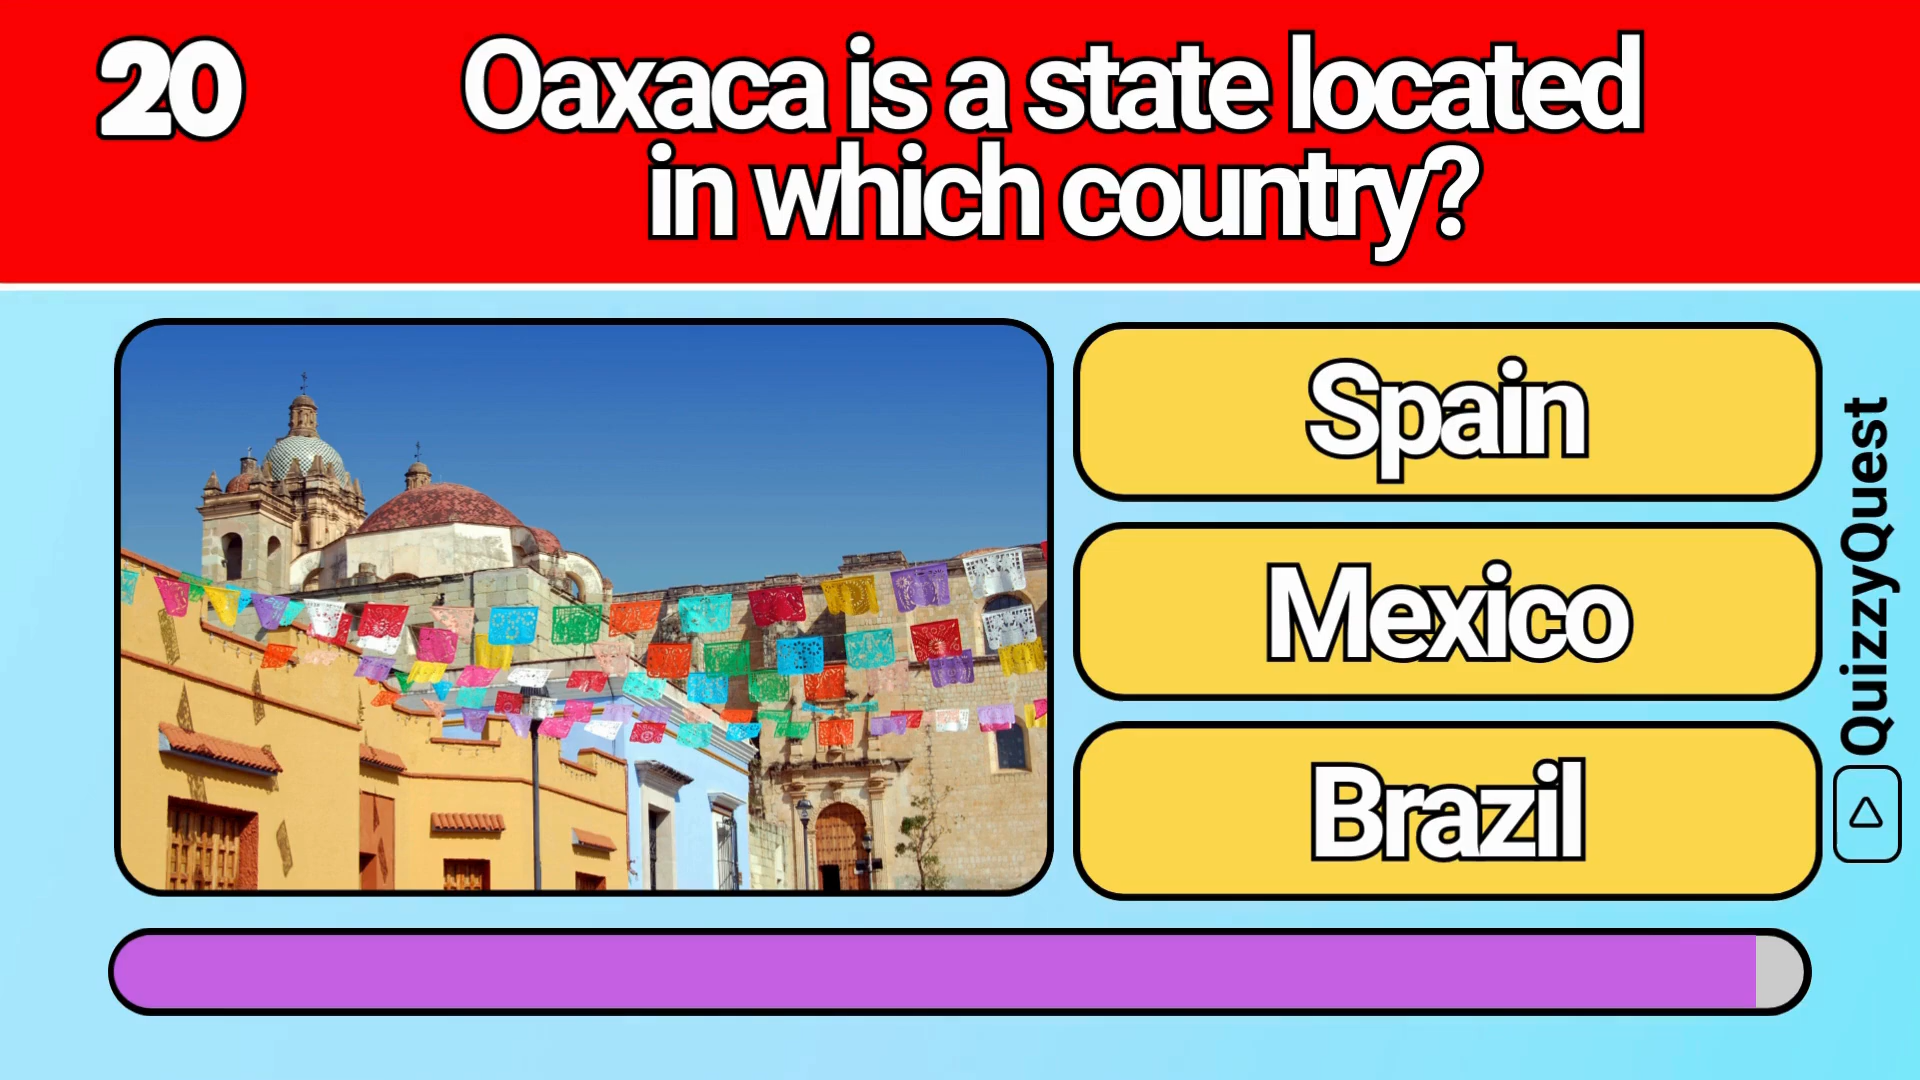 20
Oaxaca is a state located
in which country?
Spain
Mexico
Brazil
QuizzyQuest